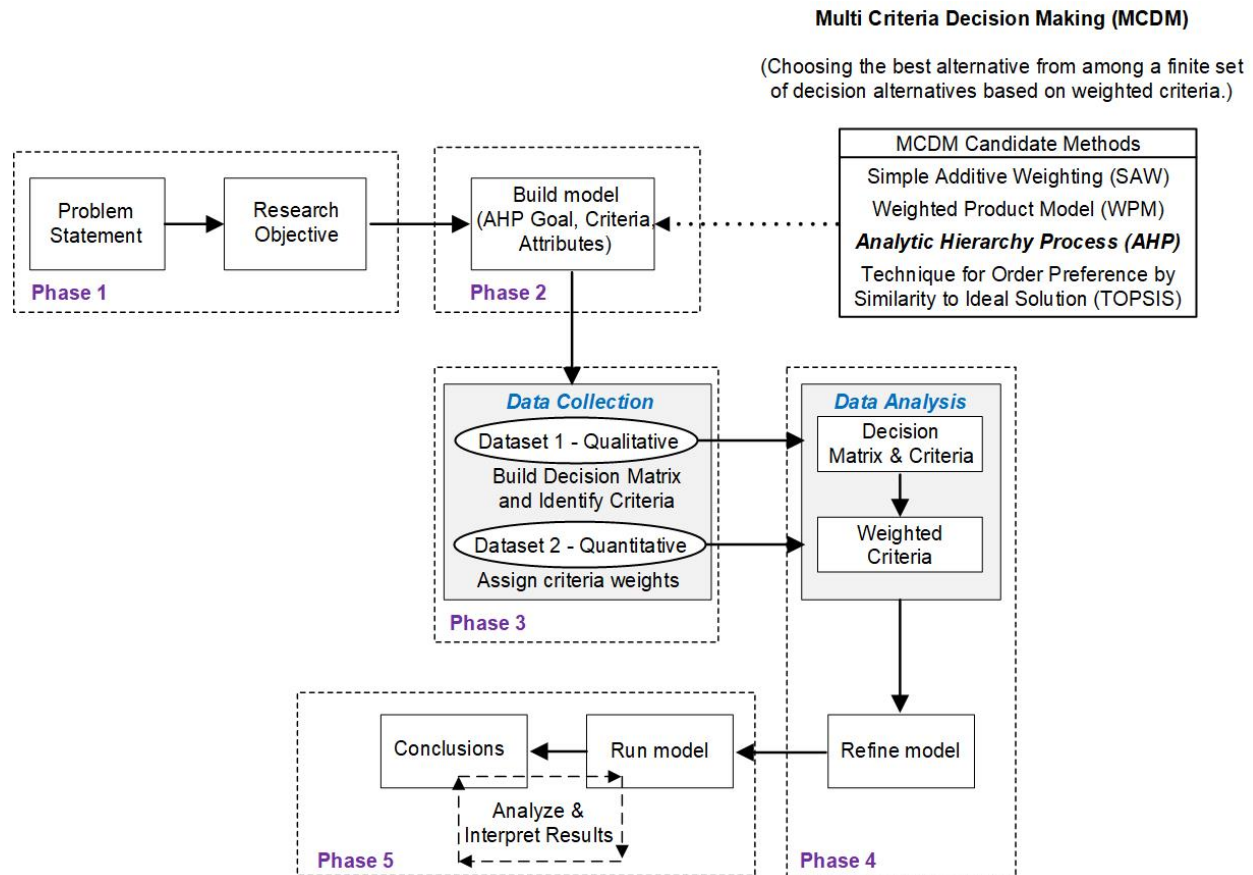 Multi Criteria Decision Making (MCDM)
(Choosing the best alternative from among a finite set
of decision alternatives based on weighted criteria.)
MCDM Candidate Methods
Simple Additive Weighting (SAW)
Weighted Product Model (WPM)
Analytic Hierarchy Process (AHP)
Technique for Order Preference by
Similarity to Ideal Solution (TOPSIS)
Problem
Statement
Research
Objective
Phase 1
Build model
(AHP Goal, Criteria,
Attributes)
Phase 2
Data Collection
Dataset 1 - Qualitative
Build Decision Matrix
and Identify Criteria
Dataset 2 - Quantitative
Assign criteria weights
Phase 3
Data Analysis
Decision
Matrix & Criteria
Weighted
Criteria
Refine model
Phase 4
Run model
Conclusions
Analyze &
Interpret Results
Phase 5